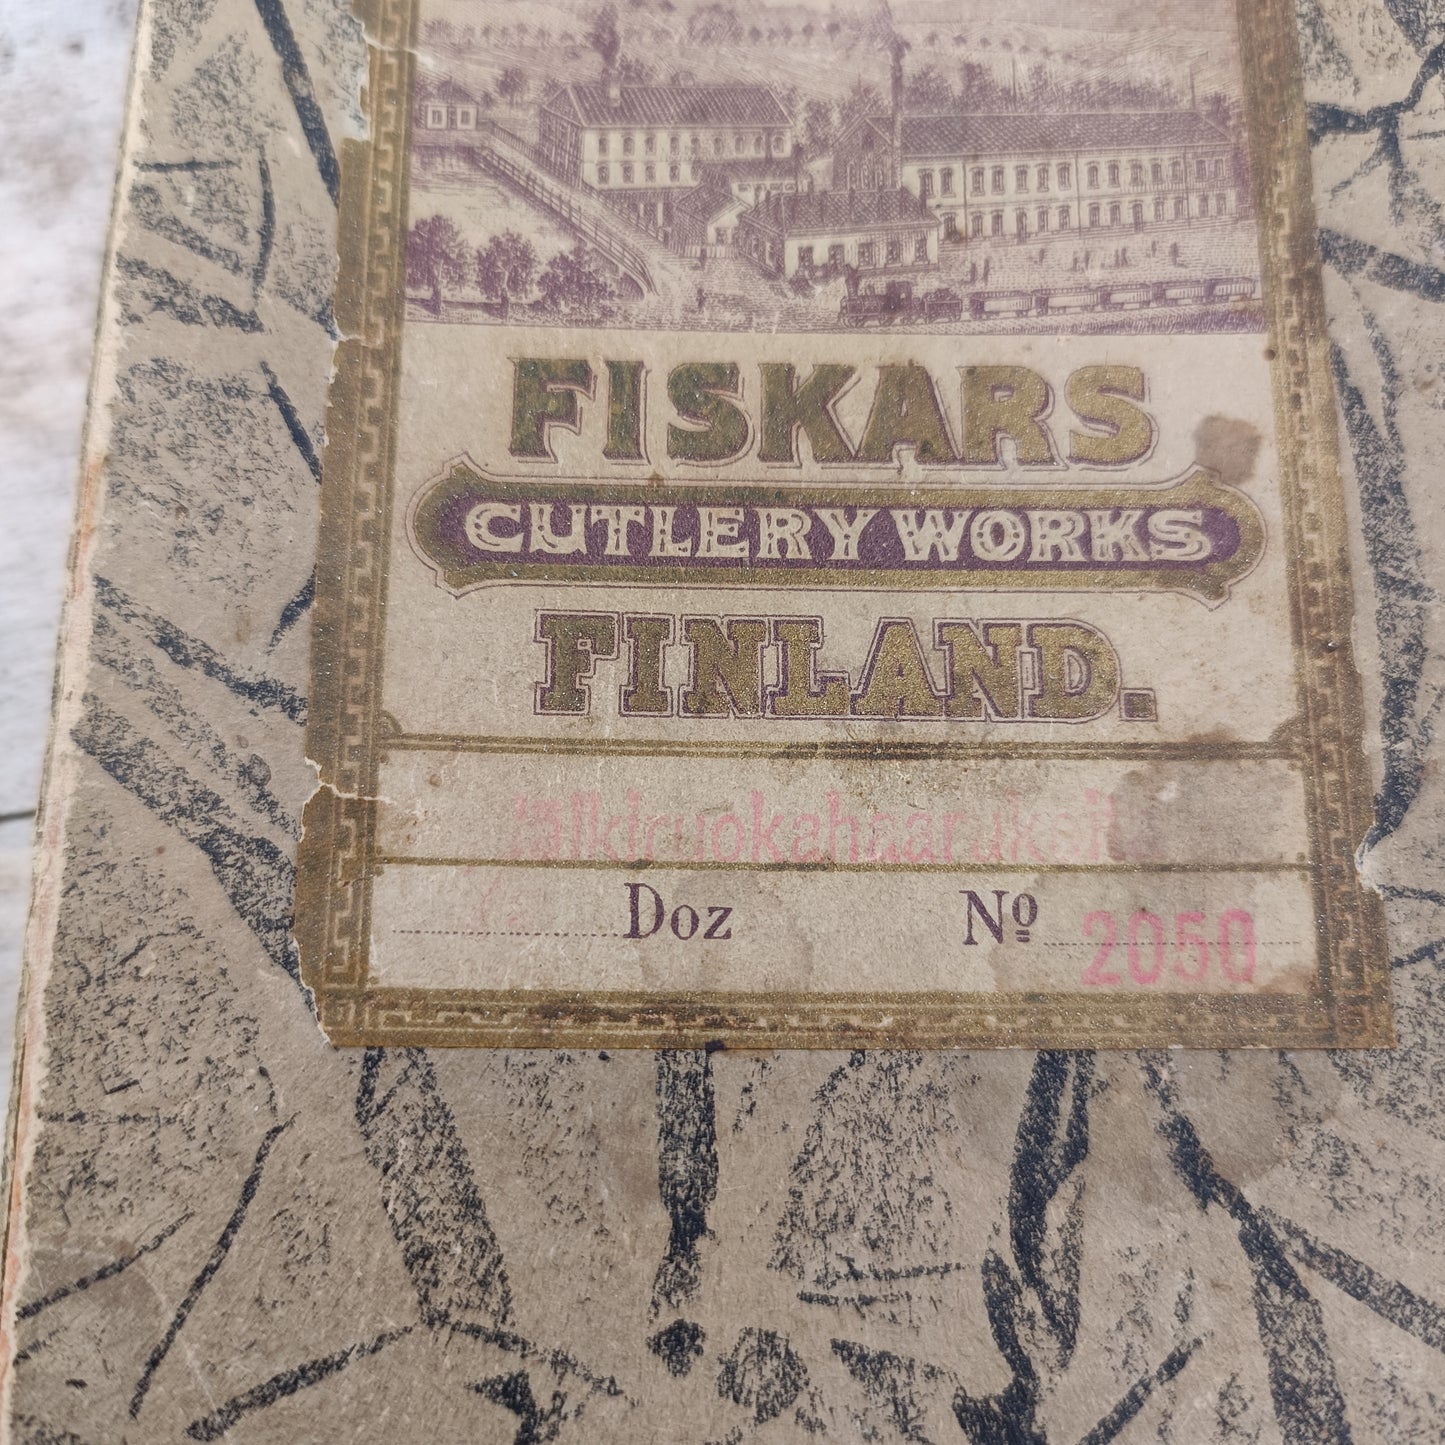 FISKARS
CUTLERY WORKS
FINLAND.
Doz Nº 2050